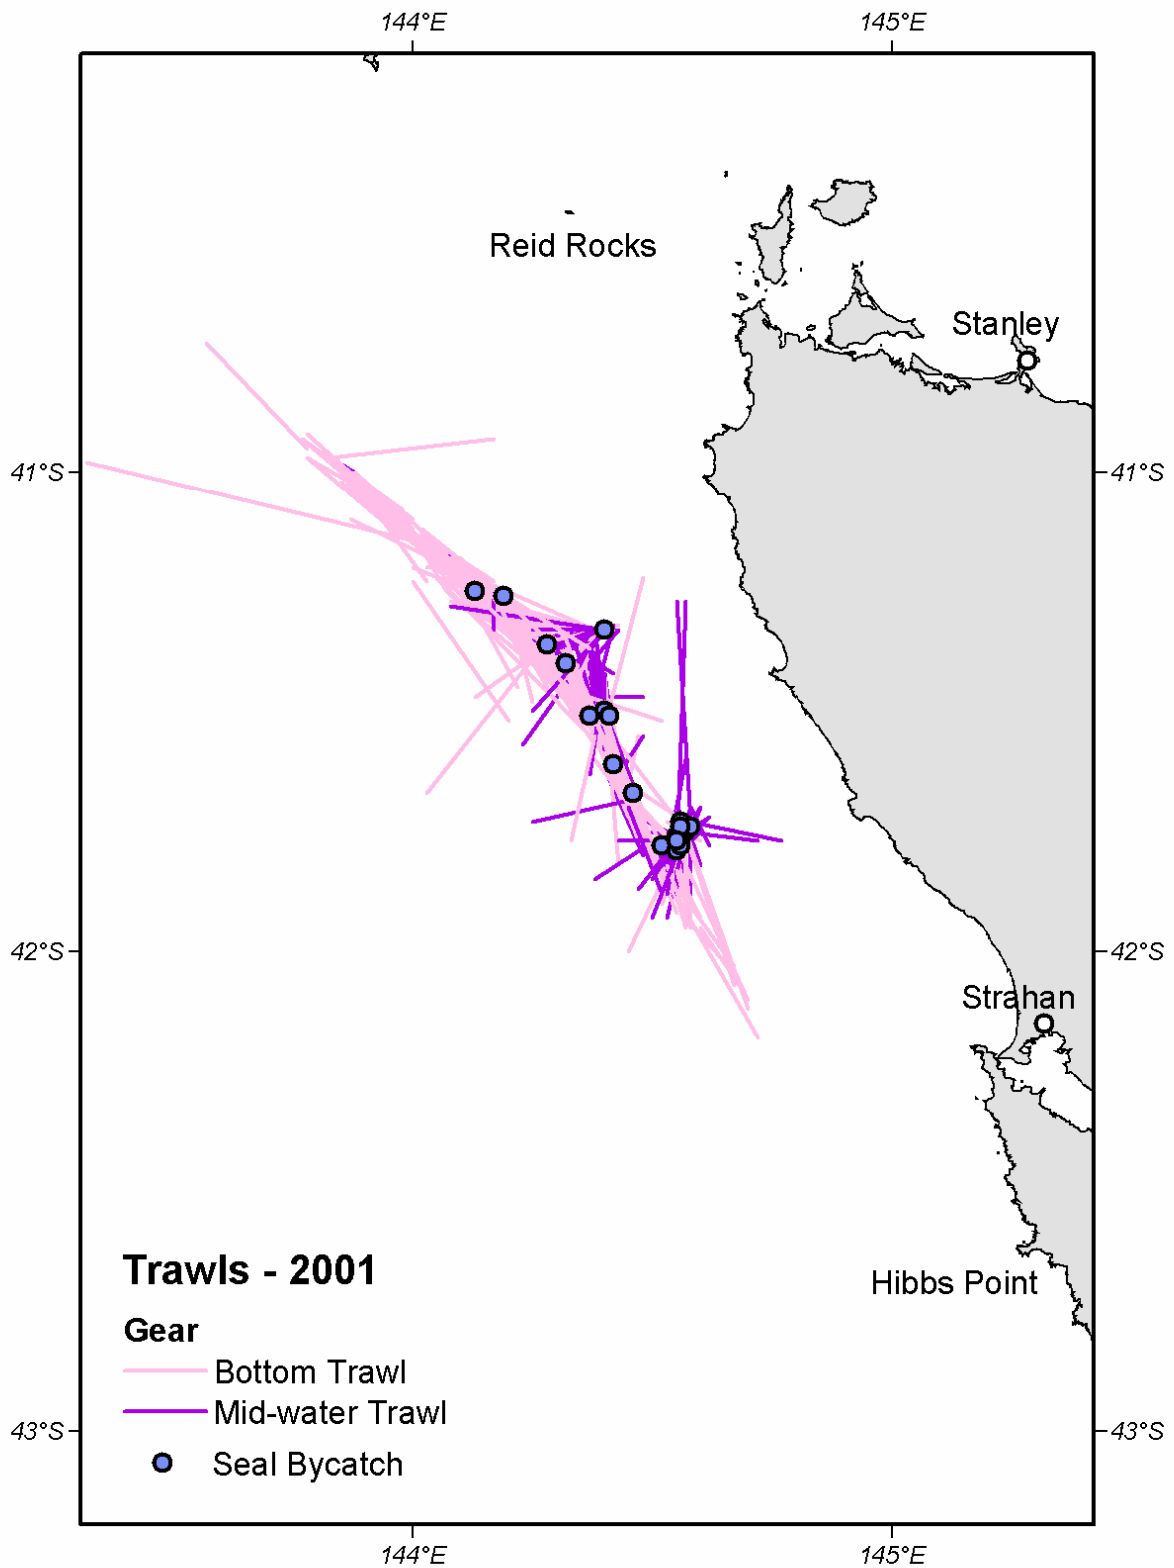 144°E 145°E
Reid Rocks
Stanley
41°S 41°S
42°S 42°S
Strahan
Trawls - 2001
Hibbs Point
Gear
Bottom Trawl
Mid-water Trawl
43°S 43°S
Seal Bycatch
144°E 145°E